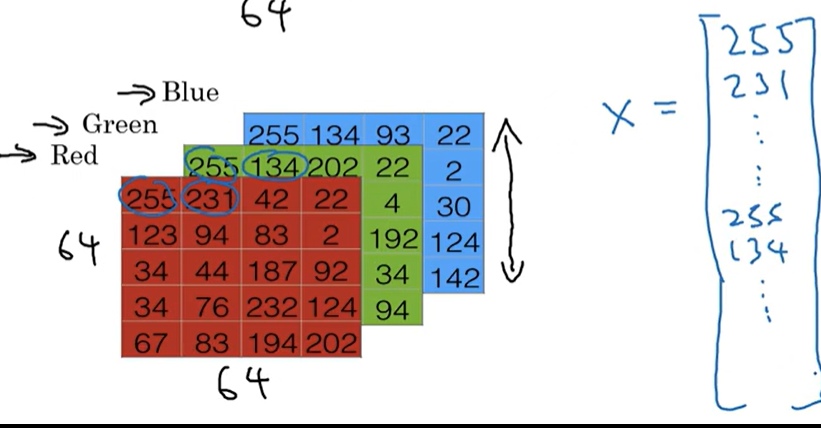 64
→ Blue
→ Green
→ Red
255 134 93 22
255 134 202 22 2
255 231 42 22 4 30
123 94 83 2 192 124
34 44 187 92 34 142
34 76 232 124 94
67 83 194 202
64
64
X =
255
231
⋮
⋮
255
134
⋮